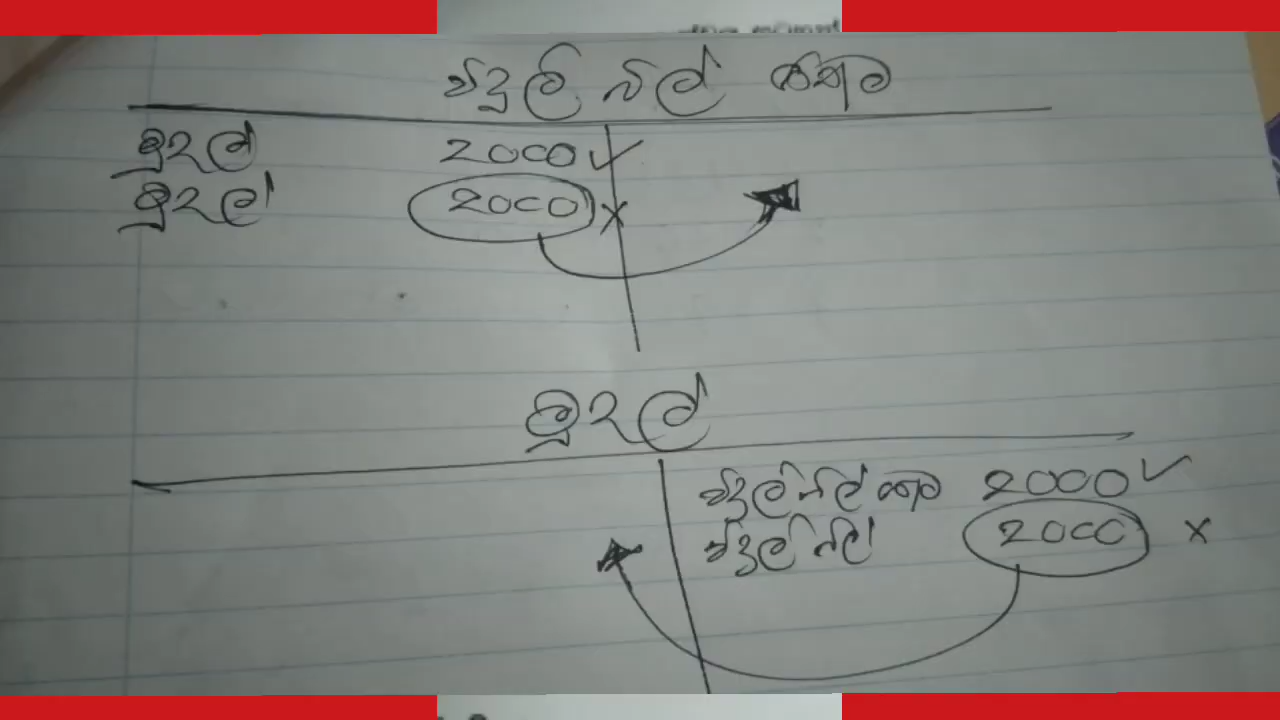 විදුලි බිල් ගිණුම
මුදල් 2000 ✓
මුදල් 2000 ×
මුදල්
විදුලි බිල් ගෙවීම 2000 ✓
විදුලි බිල් 2000 ×